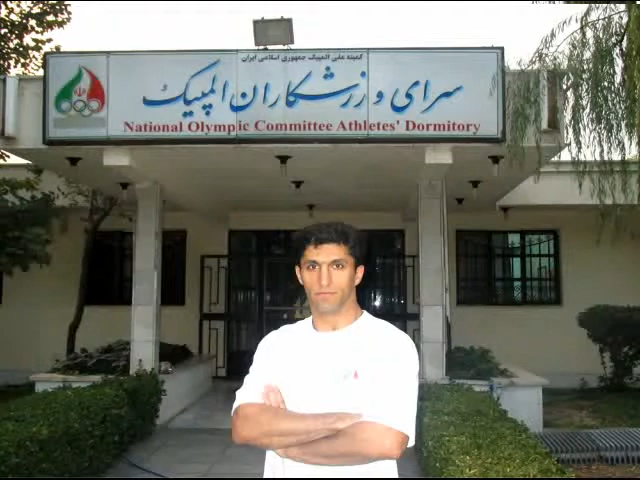 کمیته ملی المپیک جمهوری اسلامی ایران
سرای ورزشکاران المپیک
National Olympic Committee Athletes' Dormitory